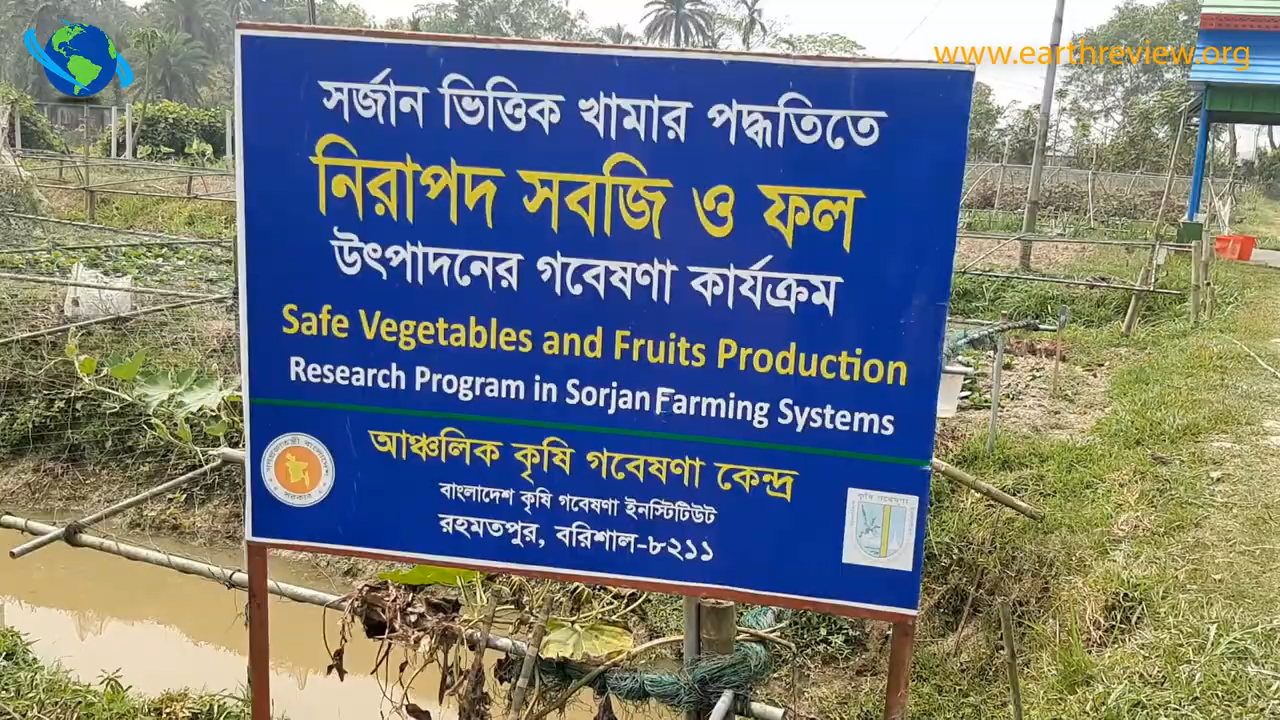 www.earthreview.org
সর্জান ভিত্তিক খামার পদ্ধতিতে
নিরাপদ সবজি ও ফল
উৎপাদনের গবেষণা কার্যক্রম
Safe Vegetables and Fruits Production
Research Program in Sorjan Farming Systems
আঞ্চলিক কৃষি গবেষণা কেন্দ্র
বাংলাদেশ কৃষি গবেষণা ইনস্টিটিউট
রহমতপুর, বরিশাল-৮২১১